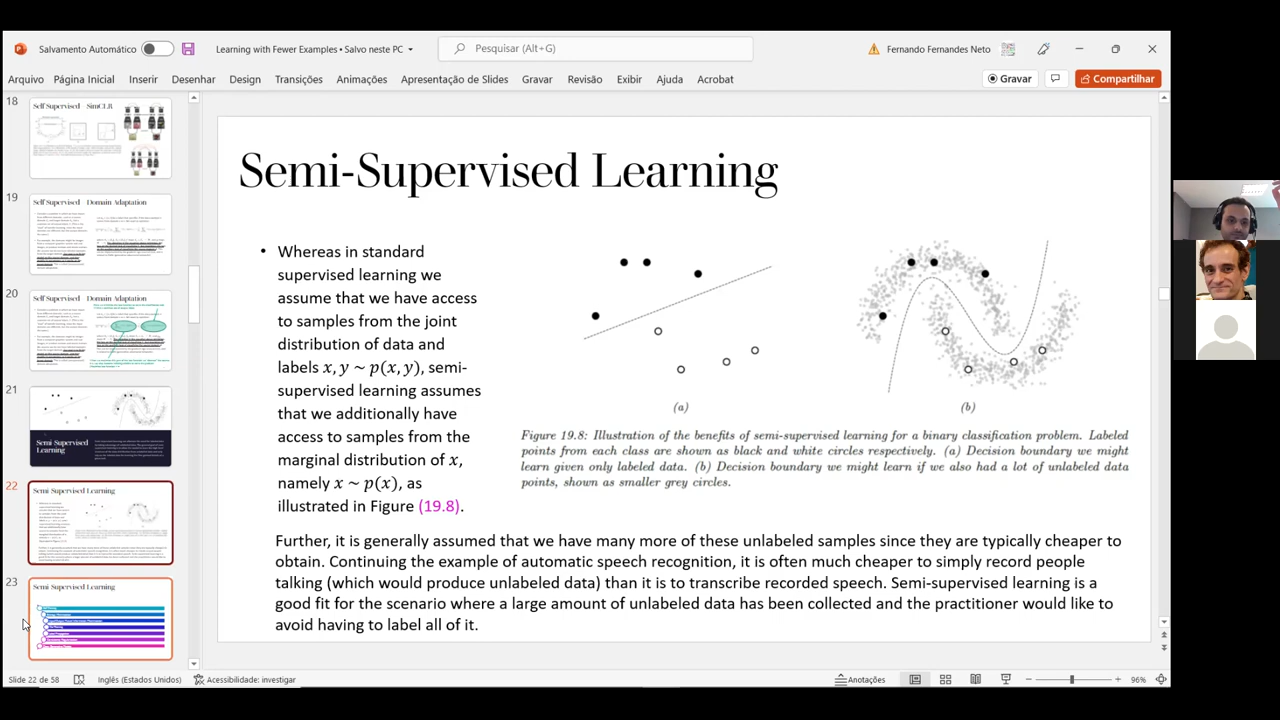 Salvamento Automático
Learning with Fewer Examples • Salvo neste PC
Pesquisar (Alt+G)
Fernando Fernandes Neto
Arquivo Página Inicial Inserir Desenhar Design Transições Animações Apresentação de Slides Gravar Revisão Exibir Ajuda Acrobat
Gravar
Compartilhar
18
Self Supervised - SimCLR
19
Self Supervised Domain Adaptation
20
Self Supervised Domain Adaptation
21
Semi-Supervised
Learning
22
Semi Supervised Learning
23
Semi Supervised Learning
Semi-Supervised Learning
• Whereas in standard
supervised learning we
assume that we have access
to samples from the joint
distribution of data and
labels x, y ~ p(x, y), semi-
supervised learning assumes
that we additionally have
access to samples from the
marginal distribution of x,
namely x ~ p(x), as
illustrated in Figure (19.8).
(a)
(b)
Figure 19.8: Illustration of the benefits of semi-supervised learning for a binary classification problem. Labeled
points from each class are shown as black and white circles respectively. (a) Decision boundary we might
learn given only labeled data. (b) Decision boundary we might learn if we also had a lot of unlabeled data
points, shown as smaller grey circles.
Further, it is generally assumed that we have many more of these unlabeled samples since they are typically cheaper to
obtain. Continuing the example of automatic speech recognition, it is often much cheaper to simply record people
talking (which would produce unlabeled data) than it is to transcribe recorded speech. Semi-supervised learning is a
good fit for the scenario where a large amount of unlabeled data has been collected and the practitioner would like to
avoid having to label all of it.
Slide 22 de 58
Inglês (Estados Unidos)
Acessibilidade: investigar
Anotações
96%